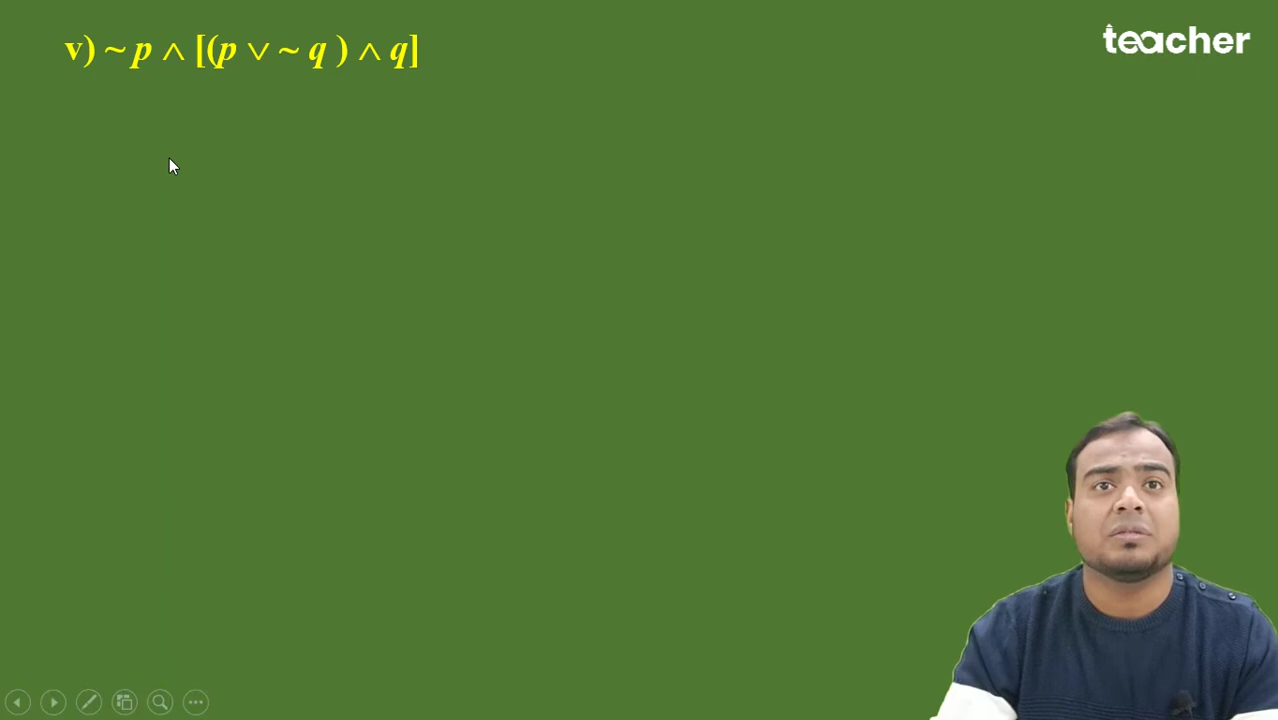 v) ~ p ∧ [(p ∨ ~ q ) ∧ q]
teacher